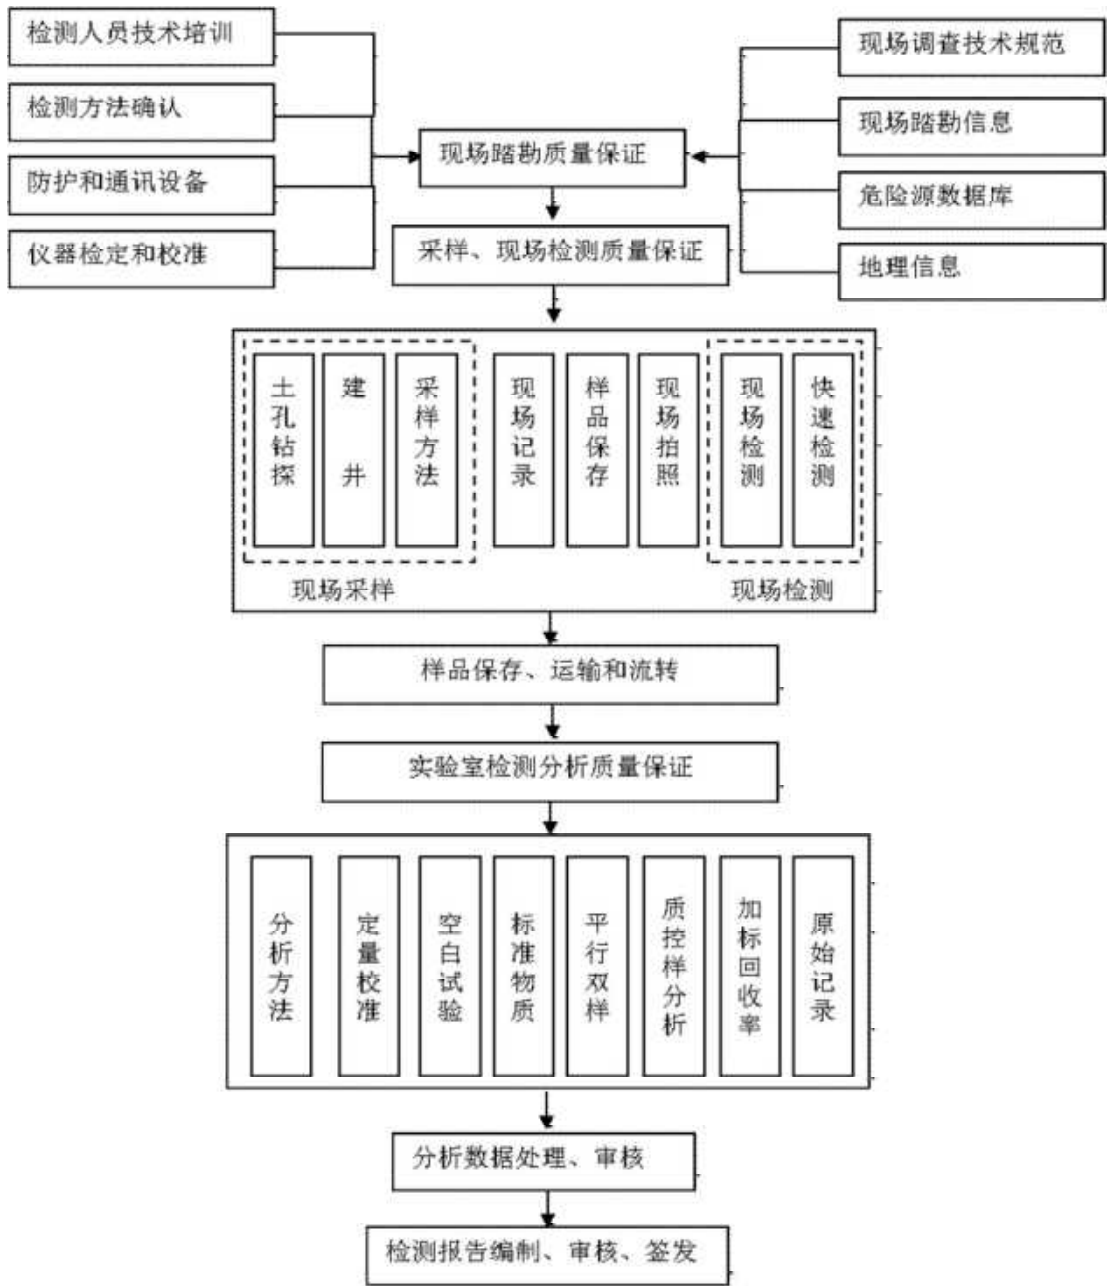 检测人员技术培训
检测方法确认
防护和通讯设备
仪器检定和校准
现场调查技术规范
现场踏勘信息
危险源数据库
地理信息
现场踏勘质量保证
采样、现场检测质量保证
土孔钻探
建井
采样方法
现场记录
样品保存
现场拍照
现场检测
快速检测
现场采样
现场检测
样品保存、运输和流转
实验室检测分析质量保证
分析方法
定量校准
空白试验
标准物质
平行双样
质控样分析
加标回收率
原始记录
分析数据处理、审核
检测报告编制、审核、签发